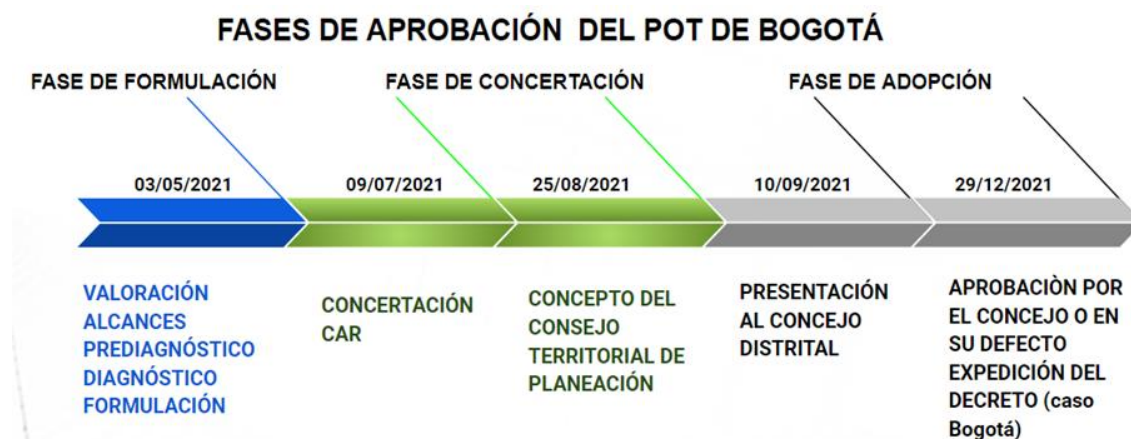 FASES DE APROBACIÓN DEL POT DE BOGOTÁ
FASE DE FORMULACIÓN
FASE DE CONCERTACIÓN
FASE DE ADOPCIÓN
03/05/2021
09/07/2021
25/08/2021
10/09/2021
29/12/2021
VALORACIÓN
ALCANCES
PREDIAGNÓSTICO
DIAGNÓSTICO
FORMULACIÓN
CONCERTACIÓN
CAR
CONCEPTO DEL
CONSEJO
TERRITORIAL DE
PLANEACIÓN
PRESENTACIÓN
AL CONCEJO
DISTRITAL
APROBACIÒN POR
EL CONCEJO O EN
SU DEFECTO
EXPEDICIÓN DEL
DECRETO (caso
Bogotá)